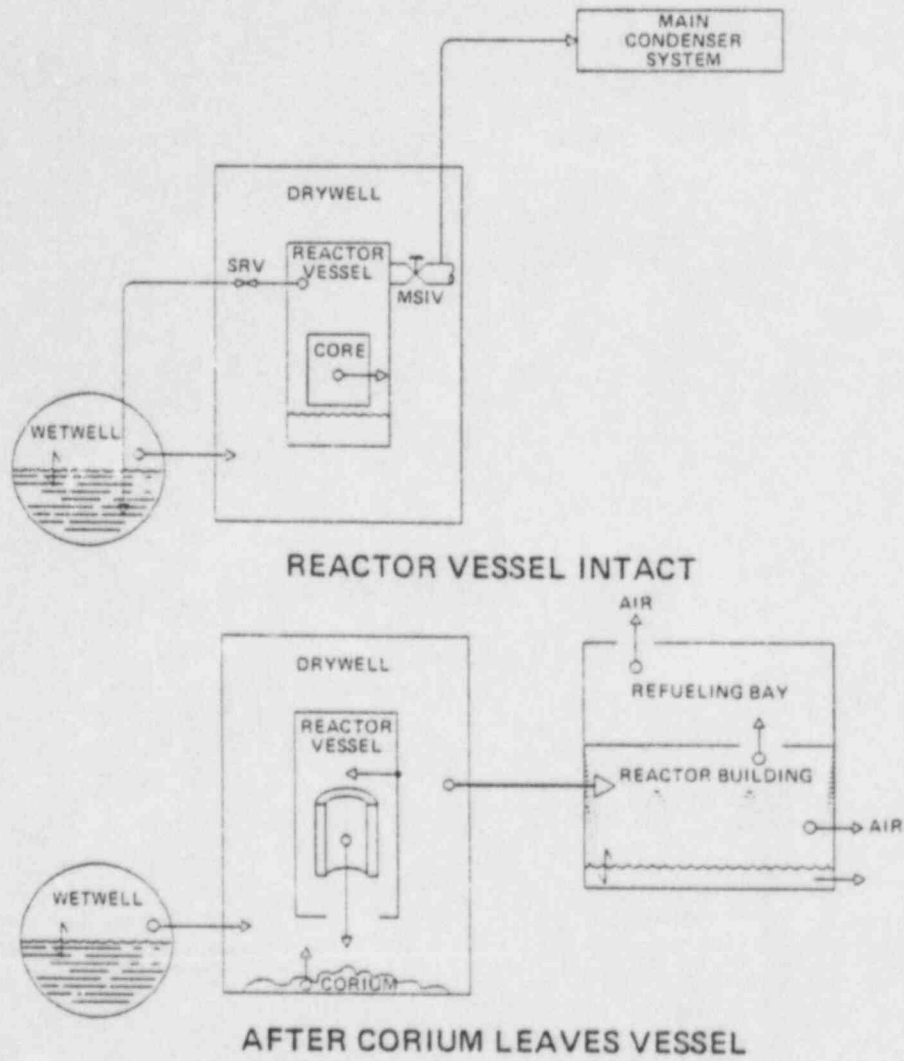 MAIN
CONDENSER
SYSTEM
DRYWELL
REACTOR
VESSEL
SRV
MSIV
CORE
WETWELL
REACTOR VESSEL INTACT
AIR
DRYWELL
REFUELING BAY
REACTOR
VESSEL
REACTOR BUILDING
AIR
WETWELL
CORIUM
AFTER CORIUM LEAVES VESSEL